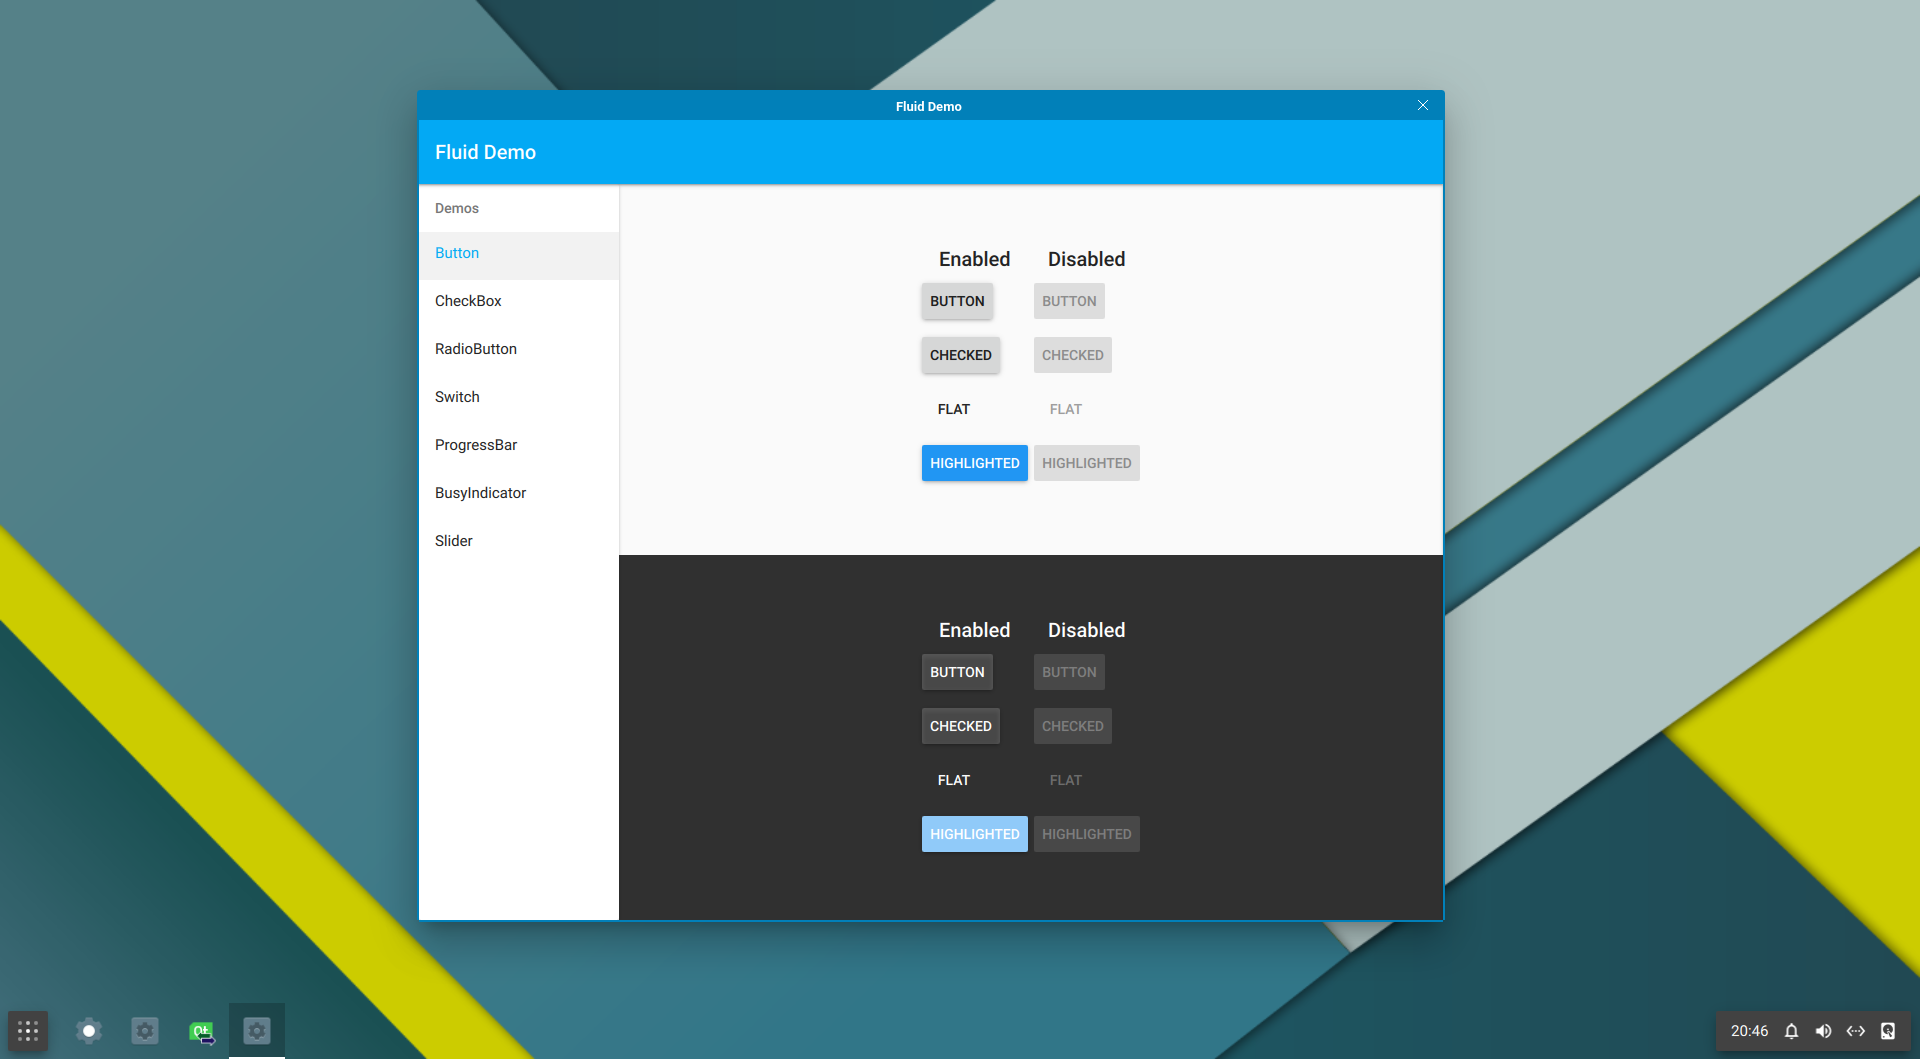 Fluid Demo
Fluid Demo
Demos
Button
CheckBox
RadioButton
Switch
ProgressBar
BusyIndicator
Slider
Enabled Disabled
BUTTON BUTTON
CHECKED CHECKED
FLAT FLAT
HIGHLIGHTED HIGHLIGHTED
Enabled Disabled
BUTTON BUTTON
CHECKED CHECKED
FLAT FLAT
HIGHLIGHTED HIGHLIGHTED
Qt
20:46